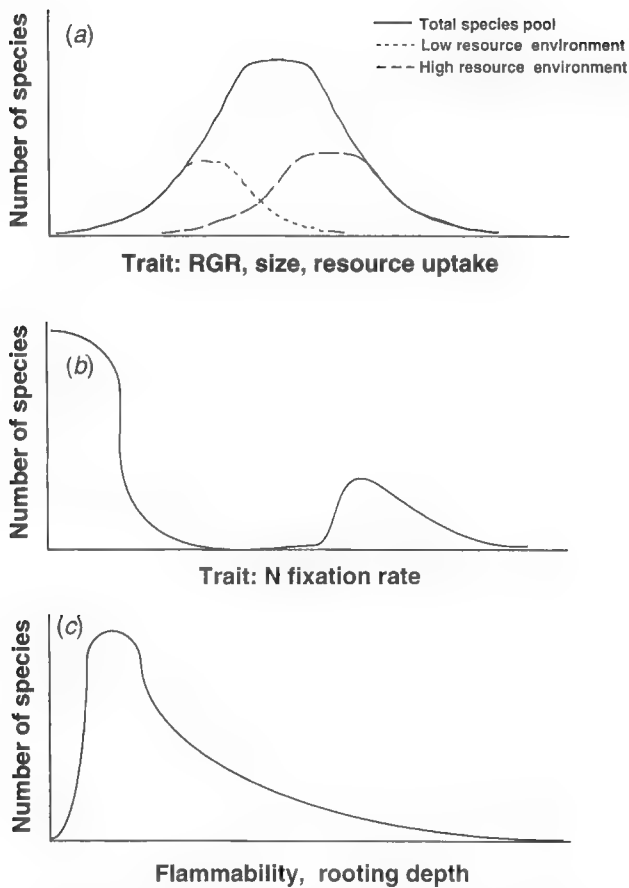 (a)
Total species pool
Low resource environment
High resource environment
Number of species
Trait: RGR, size, resource uptake
(b)
Number of species
Trait: N fixation rate
(c)
Number of species
Flammability, rooting depth